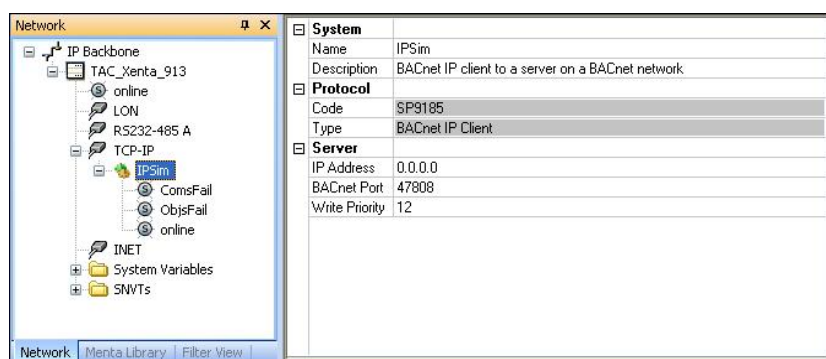 Network
IP Backbone
TAC_Xenta_913
online
LON
RS232-485 A
TCP-IP
IPSim
ComsFail
ObjsFail
online
INET
System Variables
SNVTs
Network Menta Library Filter View
System
Name IPSim
Description BACnet IP client to a server on a BACnet network
Protocol
Code SP9185
Type BACnet IP Client
Server
IP Address 0.0.0.0
BACnet Port 47808
Write Priority 12